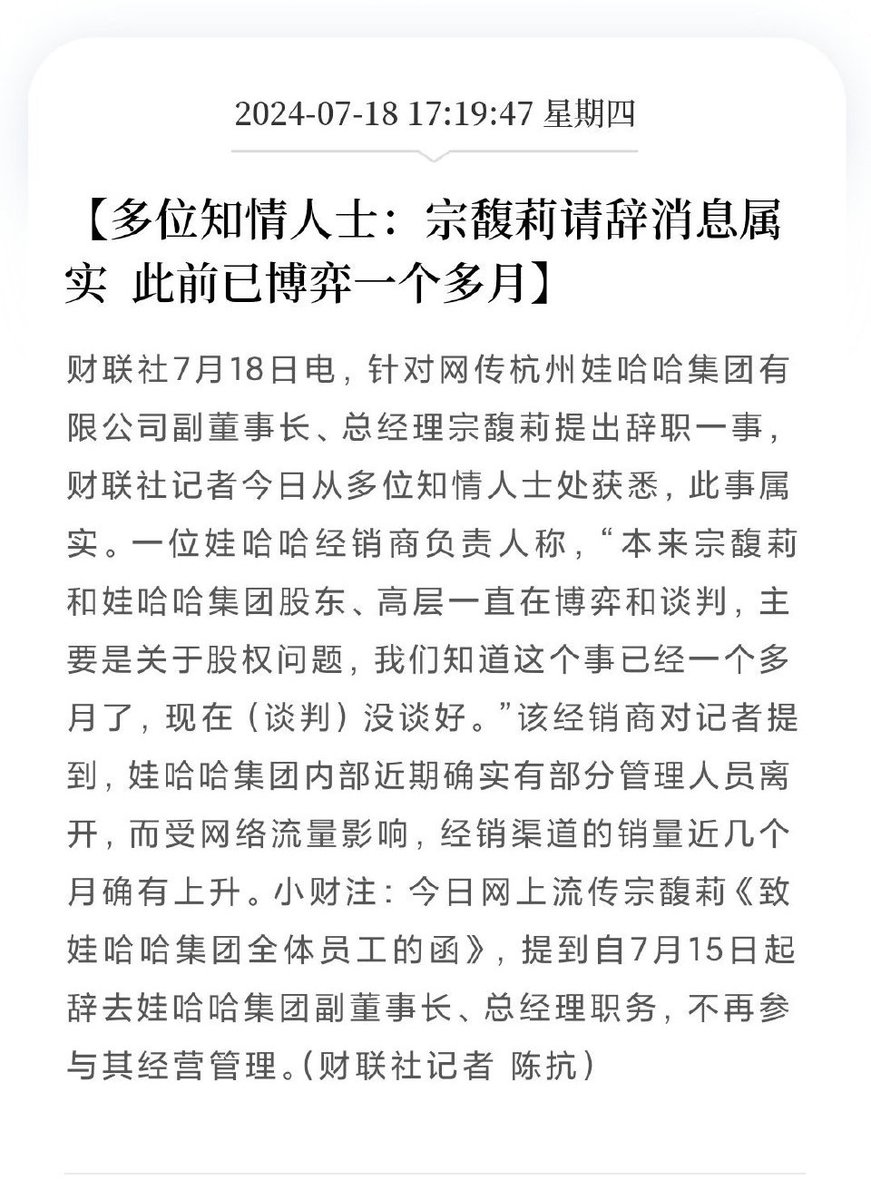 2024-07-18 17:19:47 星期四
【多位知情人士：宗馥莉请辞消息属
实 此前已博弈一个多月】
财联社7月18日电，针对网传杭州娃哈哈集团有
限公司副董事长、总经理宗馥莉提出辞职一事，
财联社记者今日从多位知情人士处获悉，此事属
实。一位娃哈哈经销商负责人称，“本来宗馥莉
和娃哈哈集团股东、高层一直在博弈和谈判，主
要是关于股权问题，我们知道这个事已经一个多
月了，现在（谈判）没谈好。”该经销商对记者提
到，娃哈哈集团内部近期确实有部分管理人员离
开，而受网络流量影响，经销渠道的销量近几个
月确有上升。小财注：今日网上流传宗馥莉《致
娃哈哈集团全体员工的函》，提到自7月15日起
辞去娃哈哈集团副董事长、总经理职务，不再参
与其经营管理。（财联社记者 陈抗）